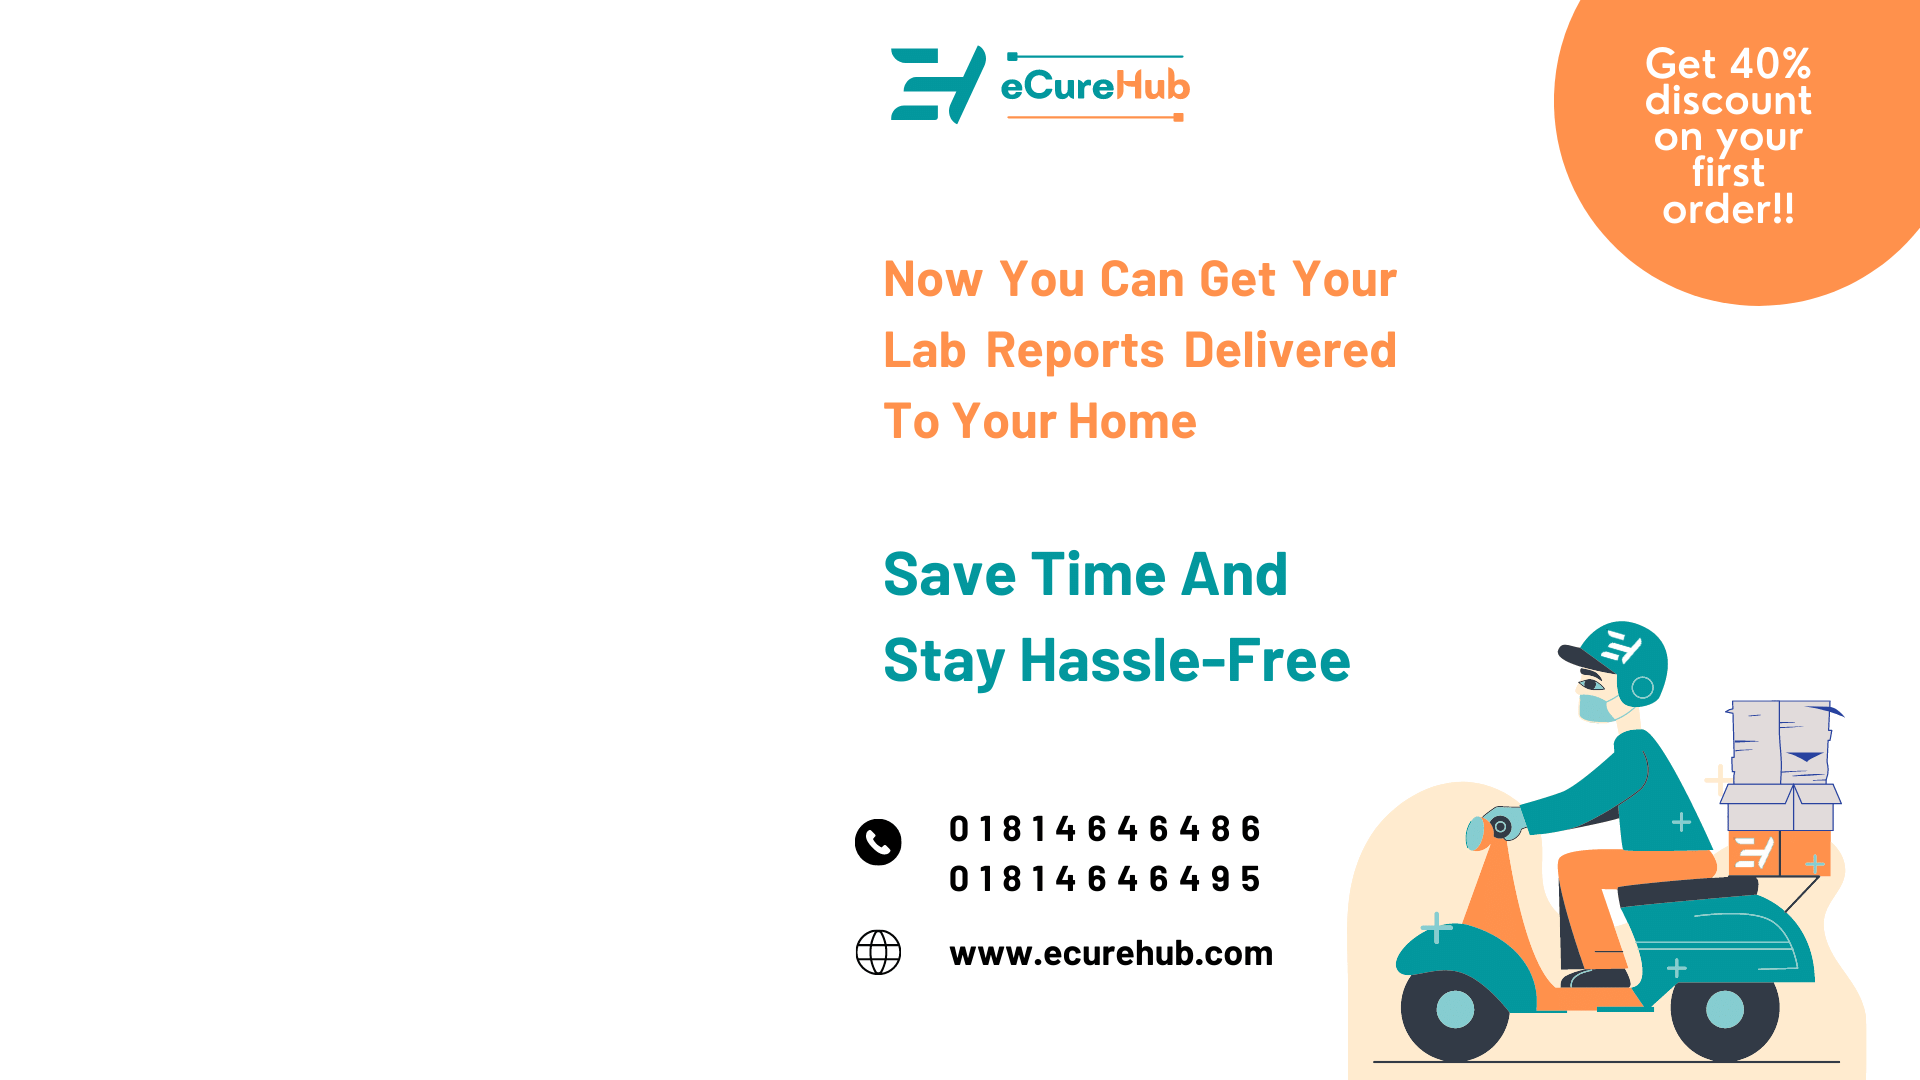 eCureHub
Get 40%
discount
on your
first
order!!
Now You Can Get Your
Lab Reports Delivered
To Your Home
Save Time And
Stay Hassle-Free
01814646486
01814646495
www.ecurehub.com